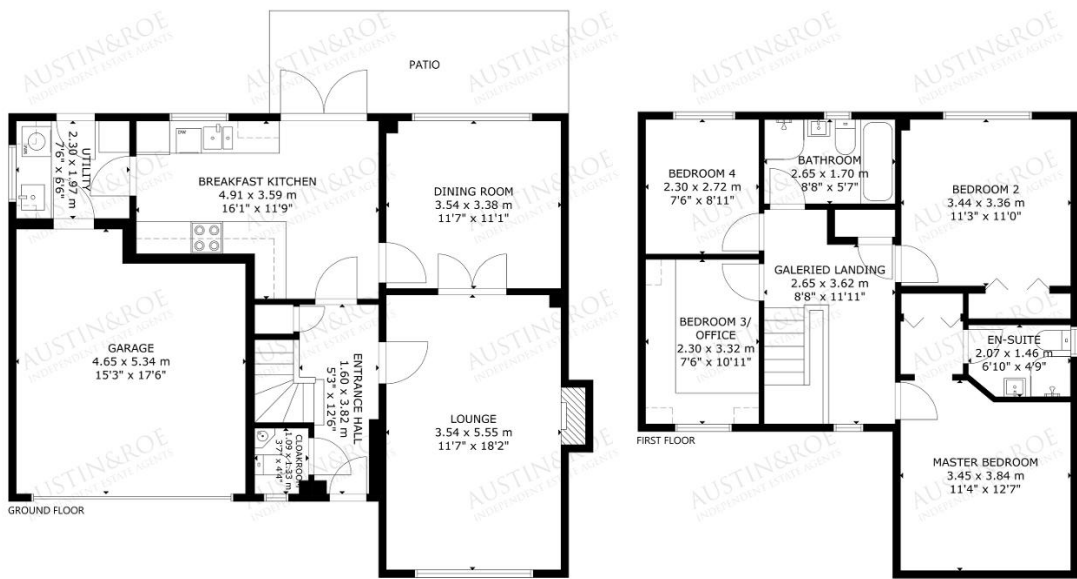 PATIO
UTILITY
2.30 x 1.97 m
7'6" x 6'6"
DW
BREAKFAST KITCHEN
4.91 x 3.59 m
16'1" x 11'9"
DINING ROOM
3.54 x 3.38 m
11'7" x 11'1"
GARAGE
4.65 x 5.34 m
15'3" x 17'6"
ENTRANCE HALL
1.60 x 3.82 m
5'3" x 12'6"
CLOAKROOM
1.09 x 1.33 m
3'7" x 4'4"
LOUNGE
3.54 x 5.55 m
11'7" x 18'2"
GROUND FLOOR
BEDROOM 4
2.30 x 2.72 m
7'6" x 8'11"
BATHROOM
2.65 x 1.70 m
8'8" x 5'7"
BEDROOM 2
3.44 x 3.36 m
11'3" x 11'0"
GALERIED LANDING
2.65 x 3.62 m
8'8" x 11'11"
BEDROOM 3/
OFFICE
2.30 x 3.32 m
7'6" x 10'11"
EN-SUITE
2.07 x 1.46 m
6'10" x 4'9"
MASTER BEDROOM
3.45 x 3.84 m
11'4" x 12'7"
FIRST FLOOR
AUSTIN&ROE
INDEPENDENT ESTATE AGENTS